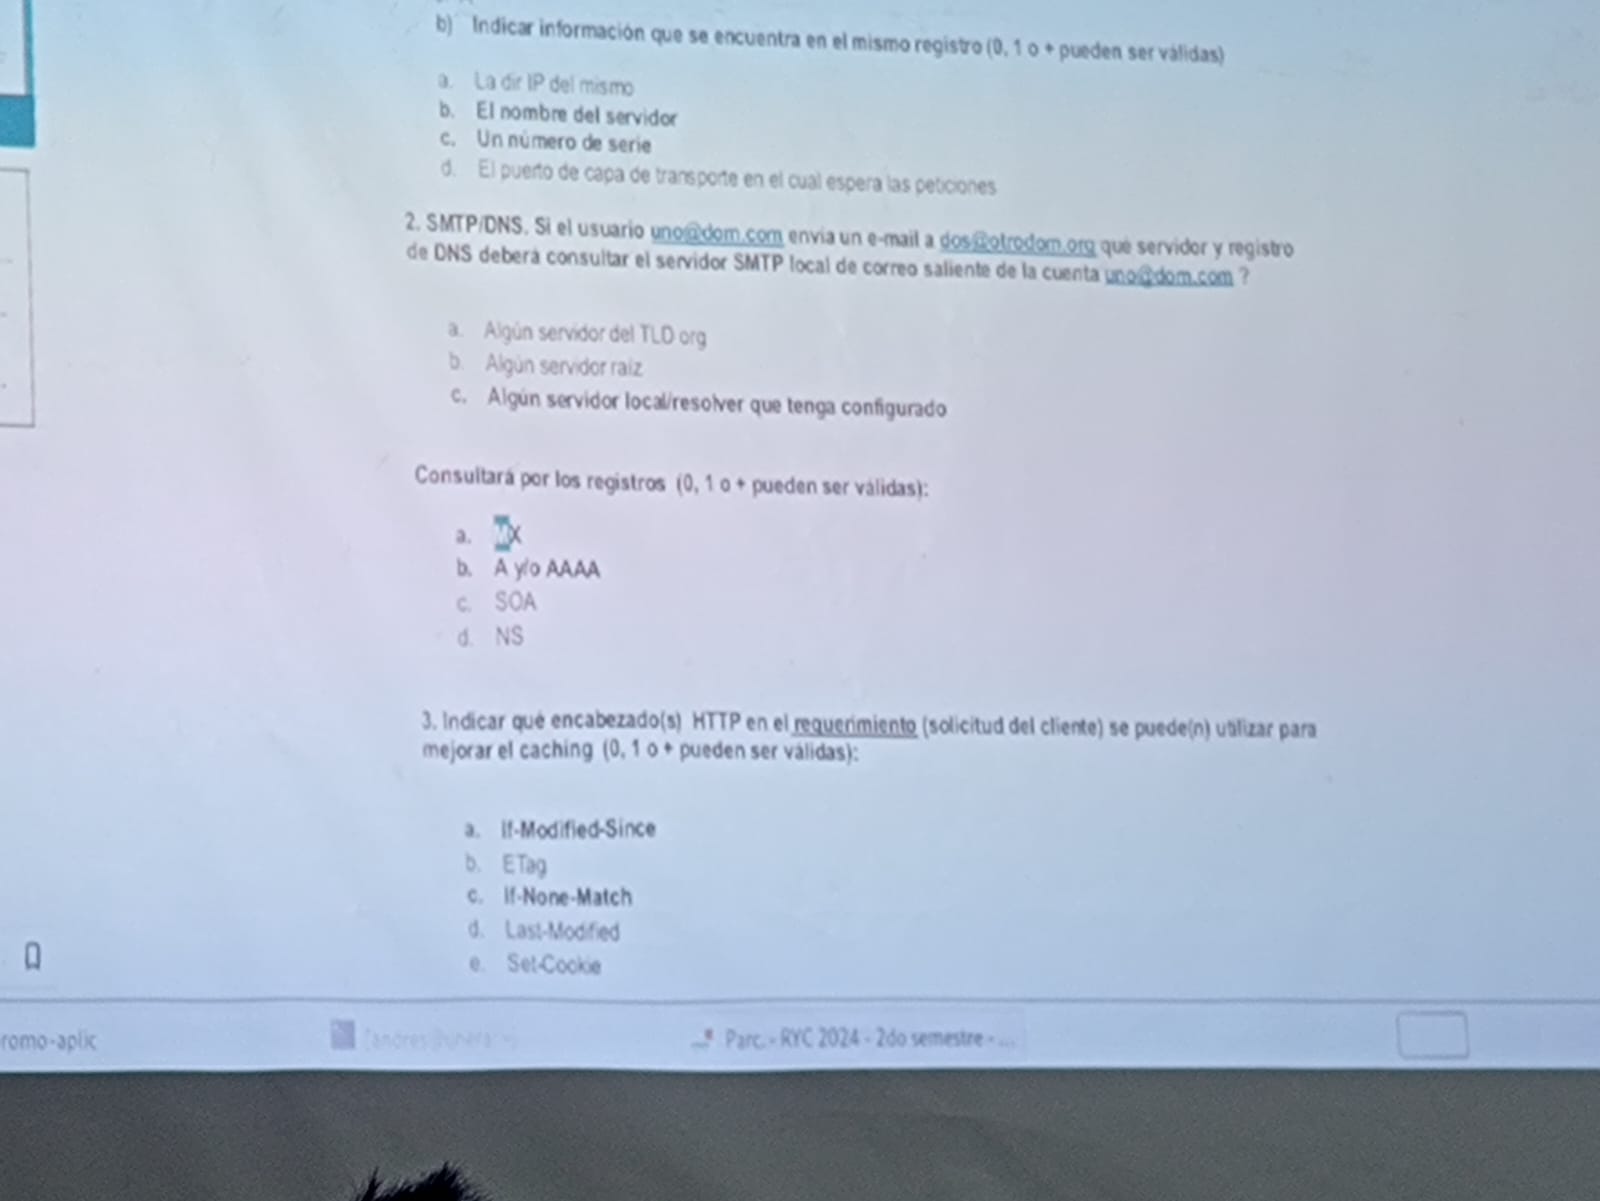 b) Indicar información que se encuentra en el mismo registro (0, 1 o + pueden ser válidas)
a. La dir IP del mismo
b. El nombre del servidor
c. Un número de serie
d. El puerto de capa de transporte en el cual espera las peticiones
2. SMTP/DNS. Si el usuario uno@dom.com envía un e-mail a dos@otrodom.org qué servidor y registro
de DNS deberá consultar el servidor SMTP local de correo saliente de la cuenta uno@dom.com ?
a. Algún servidor del TLD org
b. Algún servidor raíz
c. Algún servidor local/resolver que tenga configurado
Consultará por los registros (0, 1 o + pueden ser válidas):
a. MX
b. A y/o AAAA
c. SOA
d. NS
3. Indicar qué encabezado(s) HTTP en el requerimiento (solicitud del cliente) se puede(n) utilizar para
mejorar el caching (0, 1 o + pueden ser válidas):
a. If-Modified-Since
b. ETag
c. If-None-Match
d. Last-Modified
e. Set-Cookie
romo-aplic
Parc. - RYC 2024 - 2do semestre - ...